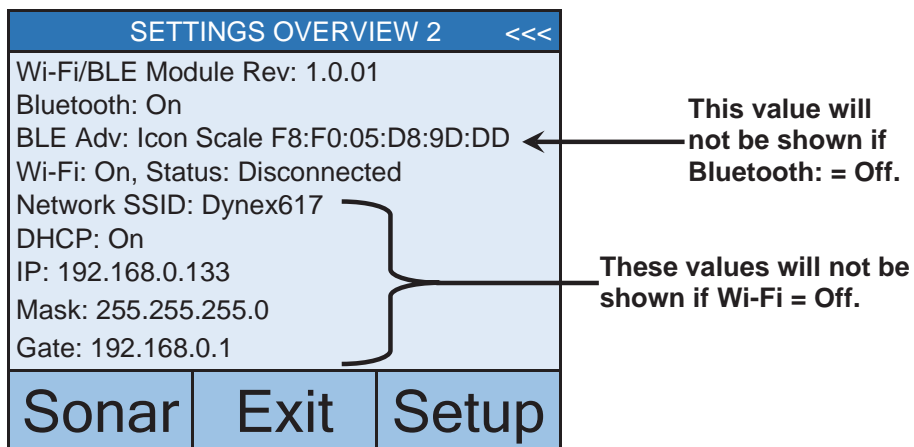 SETTINGS OVERVIEW 2 <<<
Wi-Fi/BLE Module Rev: 1.0.01
Bluetooth: On
BLE Adv: Icon Scale F8:F0:05:D8:9D:DD
Wi-Fi: On, Status: Disconnected
Network SSID: Dynex617
DHCP: On
IP: 192.168.0.133
Mask: 255.255.255.0
Gate: 192.168.0.1
Sonar Exit Setup
This value will
not be shown if
Bluetooth: = Off.
These values will not be
shown if Wi-Fi = Off.